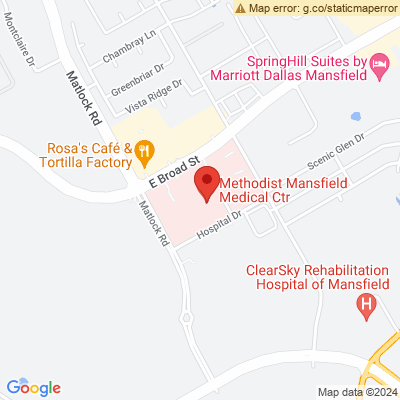 Map error: g.co/staticmaperror
Montclaire Dr
Chambray Ln
Greenbriar Dr
Vista Ridge Dr
Matlock Rd
SpringHill Suites by
Marriott Dallas Mansfield
Rosa's Café &
Tortilla Factory
E Broad St
Scenic Glen Dr
Methodist Mansfield
Medical Ctr
Matlock Rd
Hospital Dr
ClearSky Rehabilitation
Hospital of Mansfield
H
Google
Map data ©2024